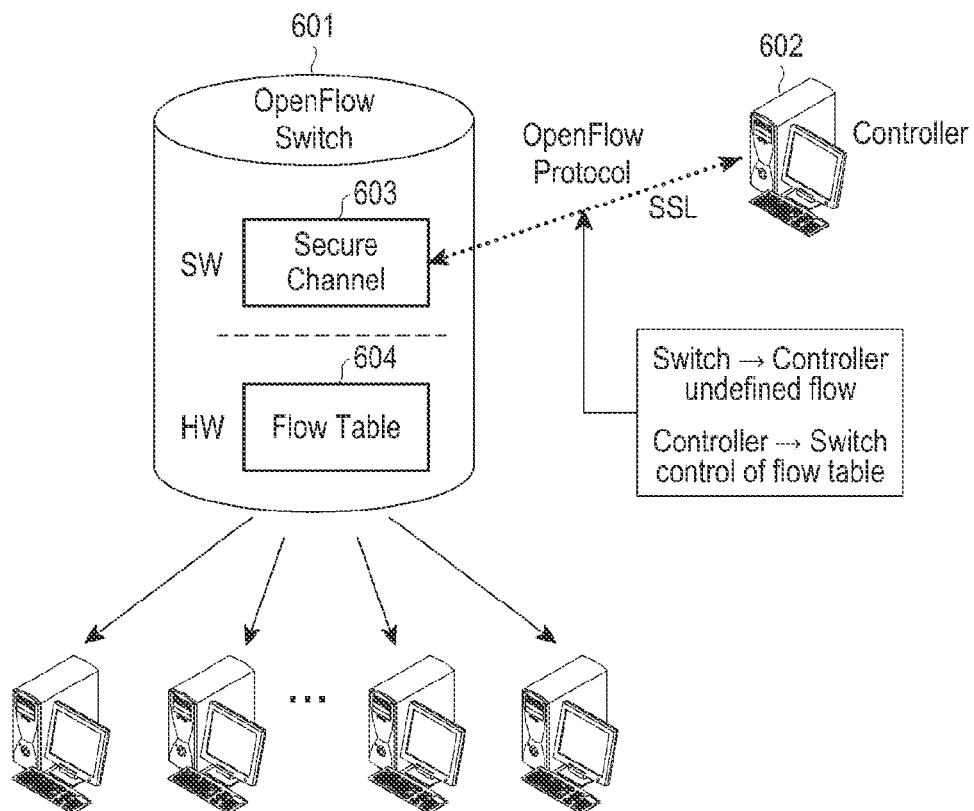 601
OpenFlow
Switch
602
Controller
OpenFlow
Protocol
SSL
603
SW
Secure
Channel
604
HW
Flow Table
Switch → Controller
undefined flow
Controller → Switch
control of flow table
...